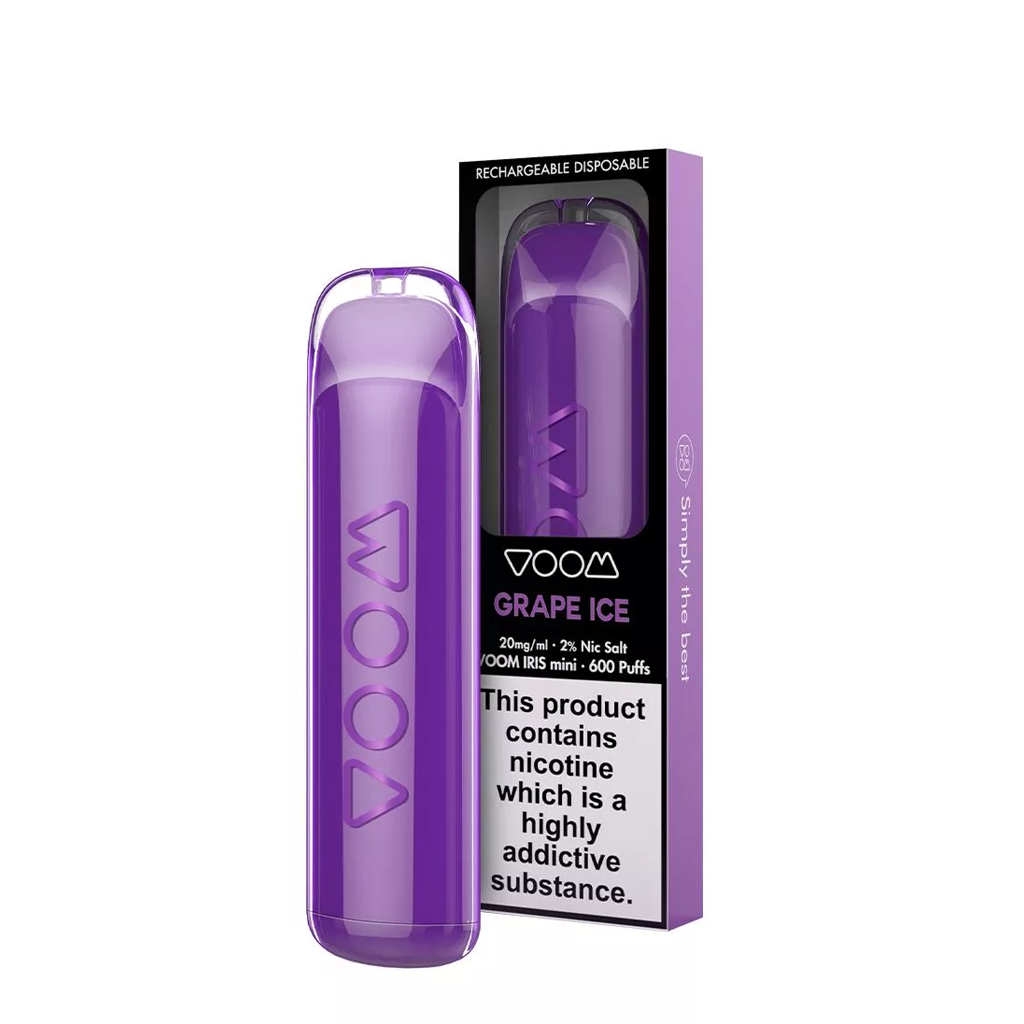 RECHARGEABLE DISPOSABLE
VOOM
VOOM
GRAPE ICE
20mg/ml · 2% Nic Salt
VOOM IRIS mini · 600 Puffs
This product
contains
nicotine
which is a
highly
addictive
substance.
Simply the best